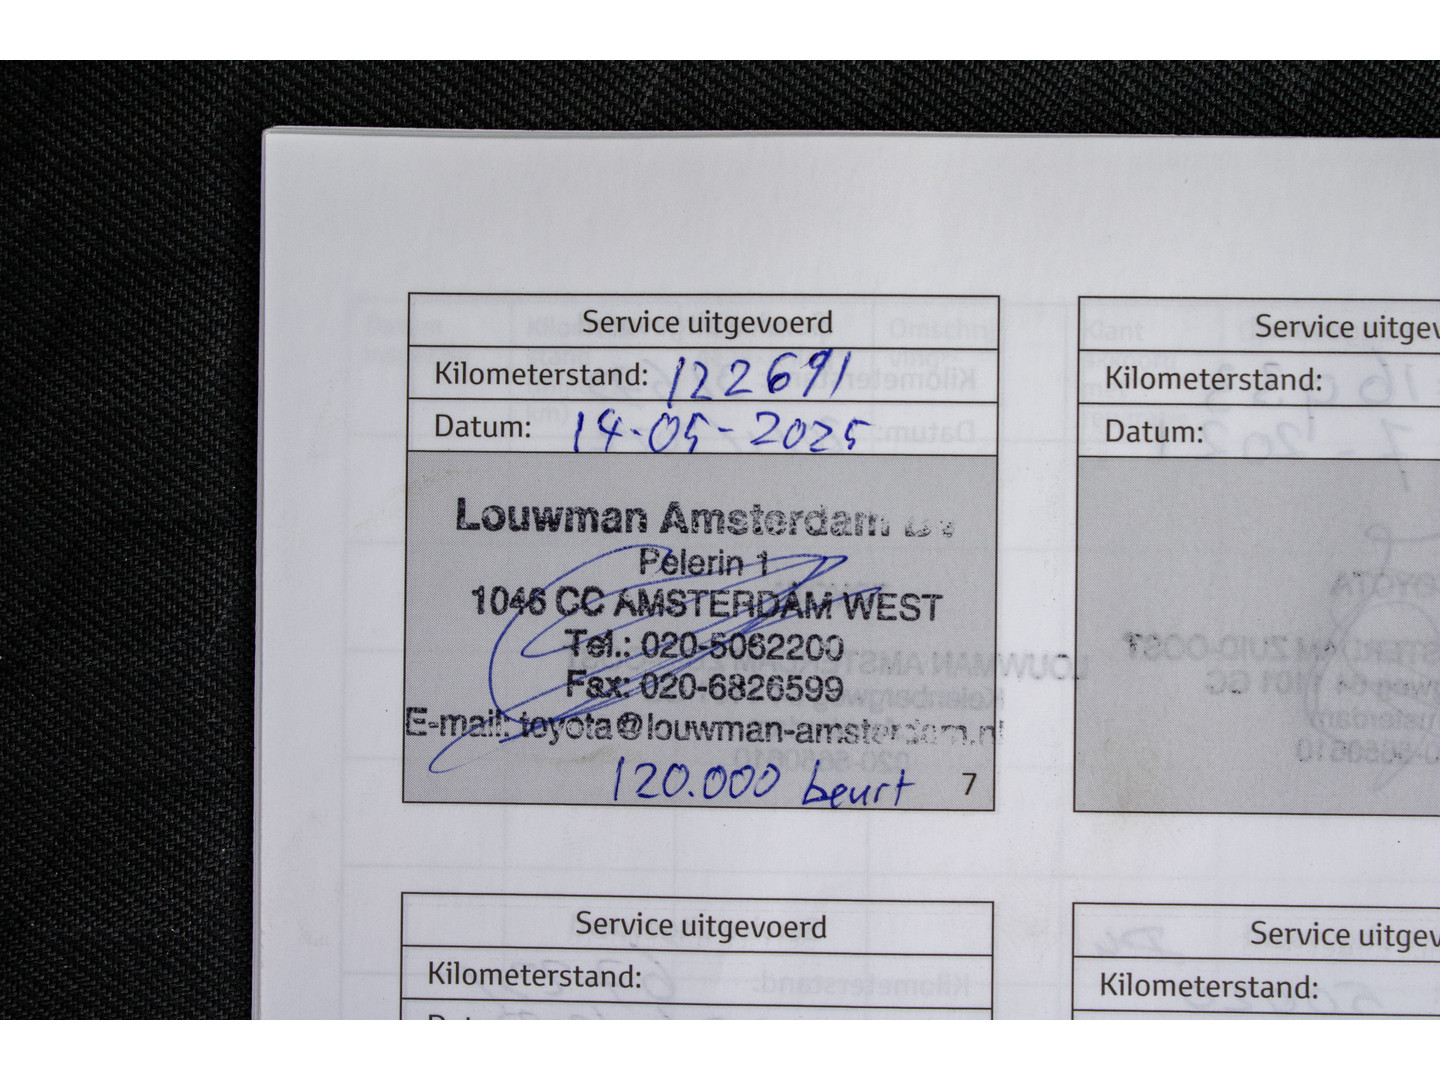 Service uitgevoerd
Kilometerstand: 122691
Datum: 14-05-2025
Louwman Amsterdam BV
Pelerin 1
1046 CC AMSTERDAM WEST
Tel.: 020-5062200
Fax: 020-6826599
E-mail: toyota@louwman-amsterdam.nl
120.000 beurt 7
Service uitgev
Kilometerstand:
Datum:
Service uitgevoerd
Kilometerstand:
Service uitgev
Kilometerstand: